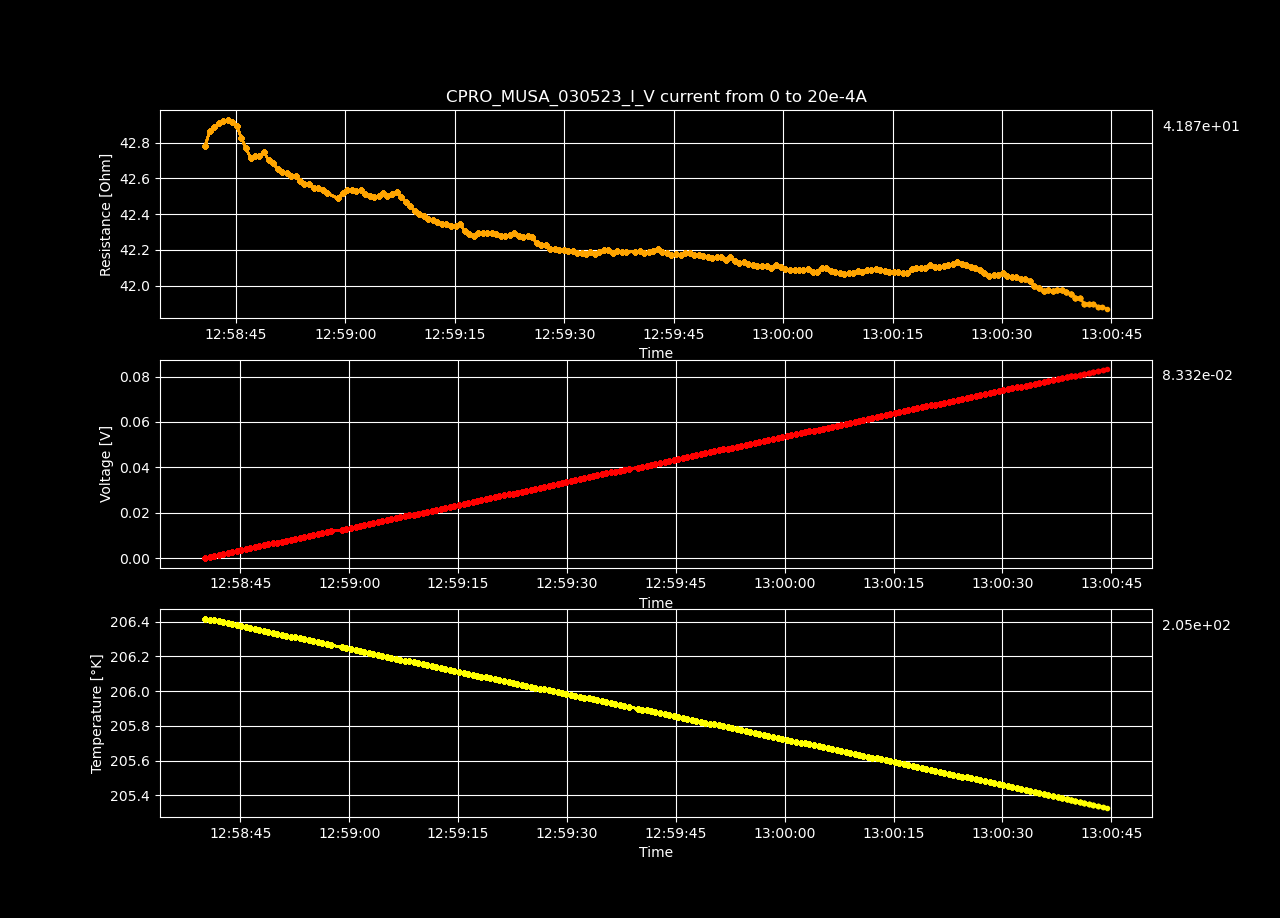 CPRO_MUSA_030523_I_V current from 0 to 20e-4A
4.187e+01
Resistance [Ohm]
42.8
42.6
42.4
42.2
42.0
12:58:45 12:59:00 12:59:15 12:59:30 12:59:45 13:00:00 13:00:15 13:00:30 13:00:45
Time
8.332e-02
Voltage [V]
0.08
0.06
0.04
0.02
0.00
12:58:45 12:59:00 12:59:15 12:59:30 12:59:45 13:00:00 13:00:15 13:00:30 13:00:45
Time
2.05e+02
Temperature [°K]
206.4
206.2
206.0
205.8
205.6
205.4
12:58:45 12:59:00 12:59:15 12:59:30 12:59:45 13:00:00 13:00:15 13:00:30 13:00:45
Time